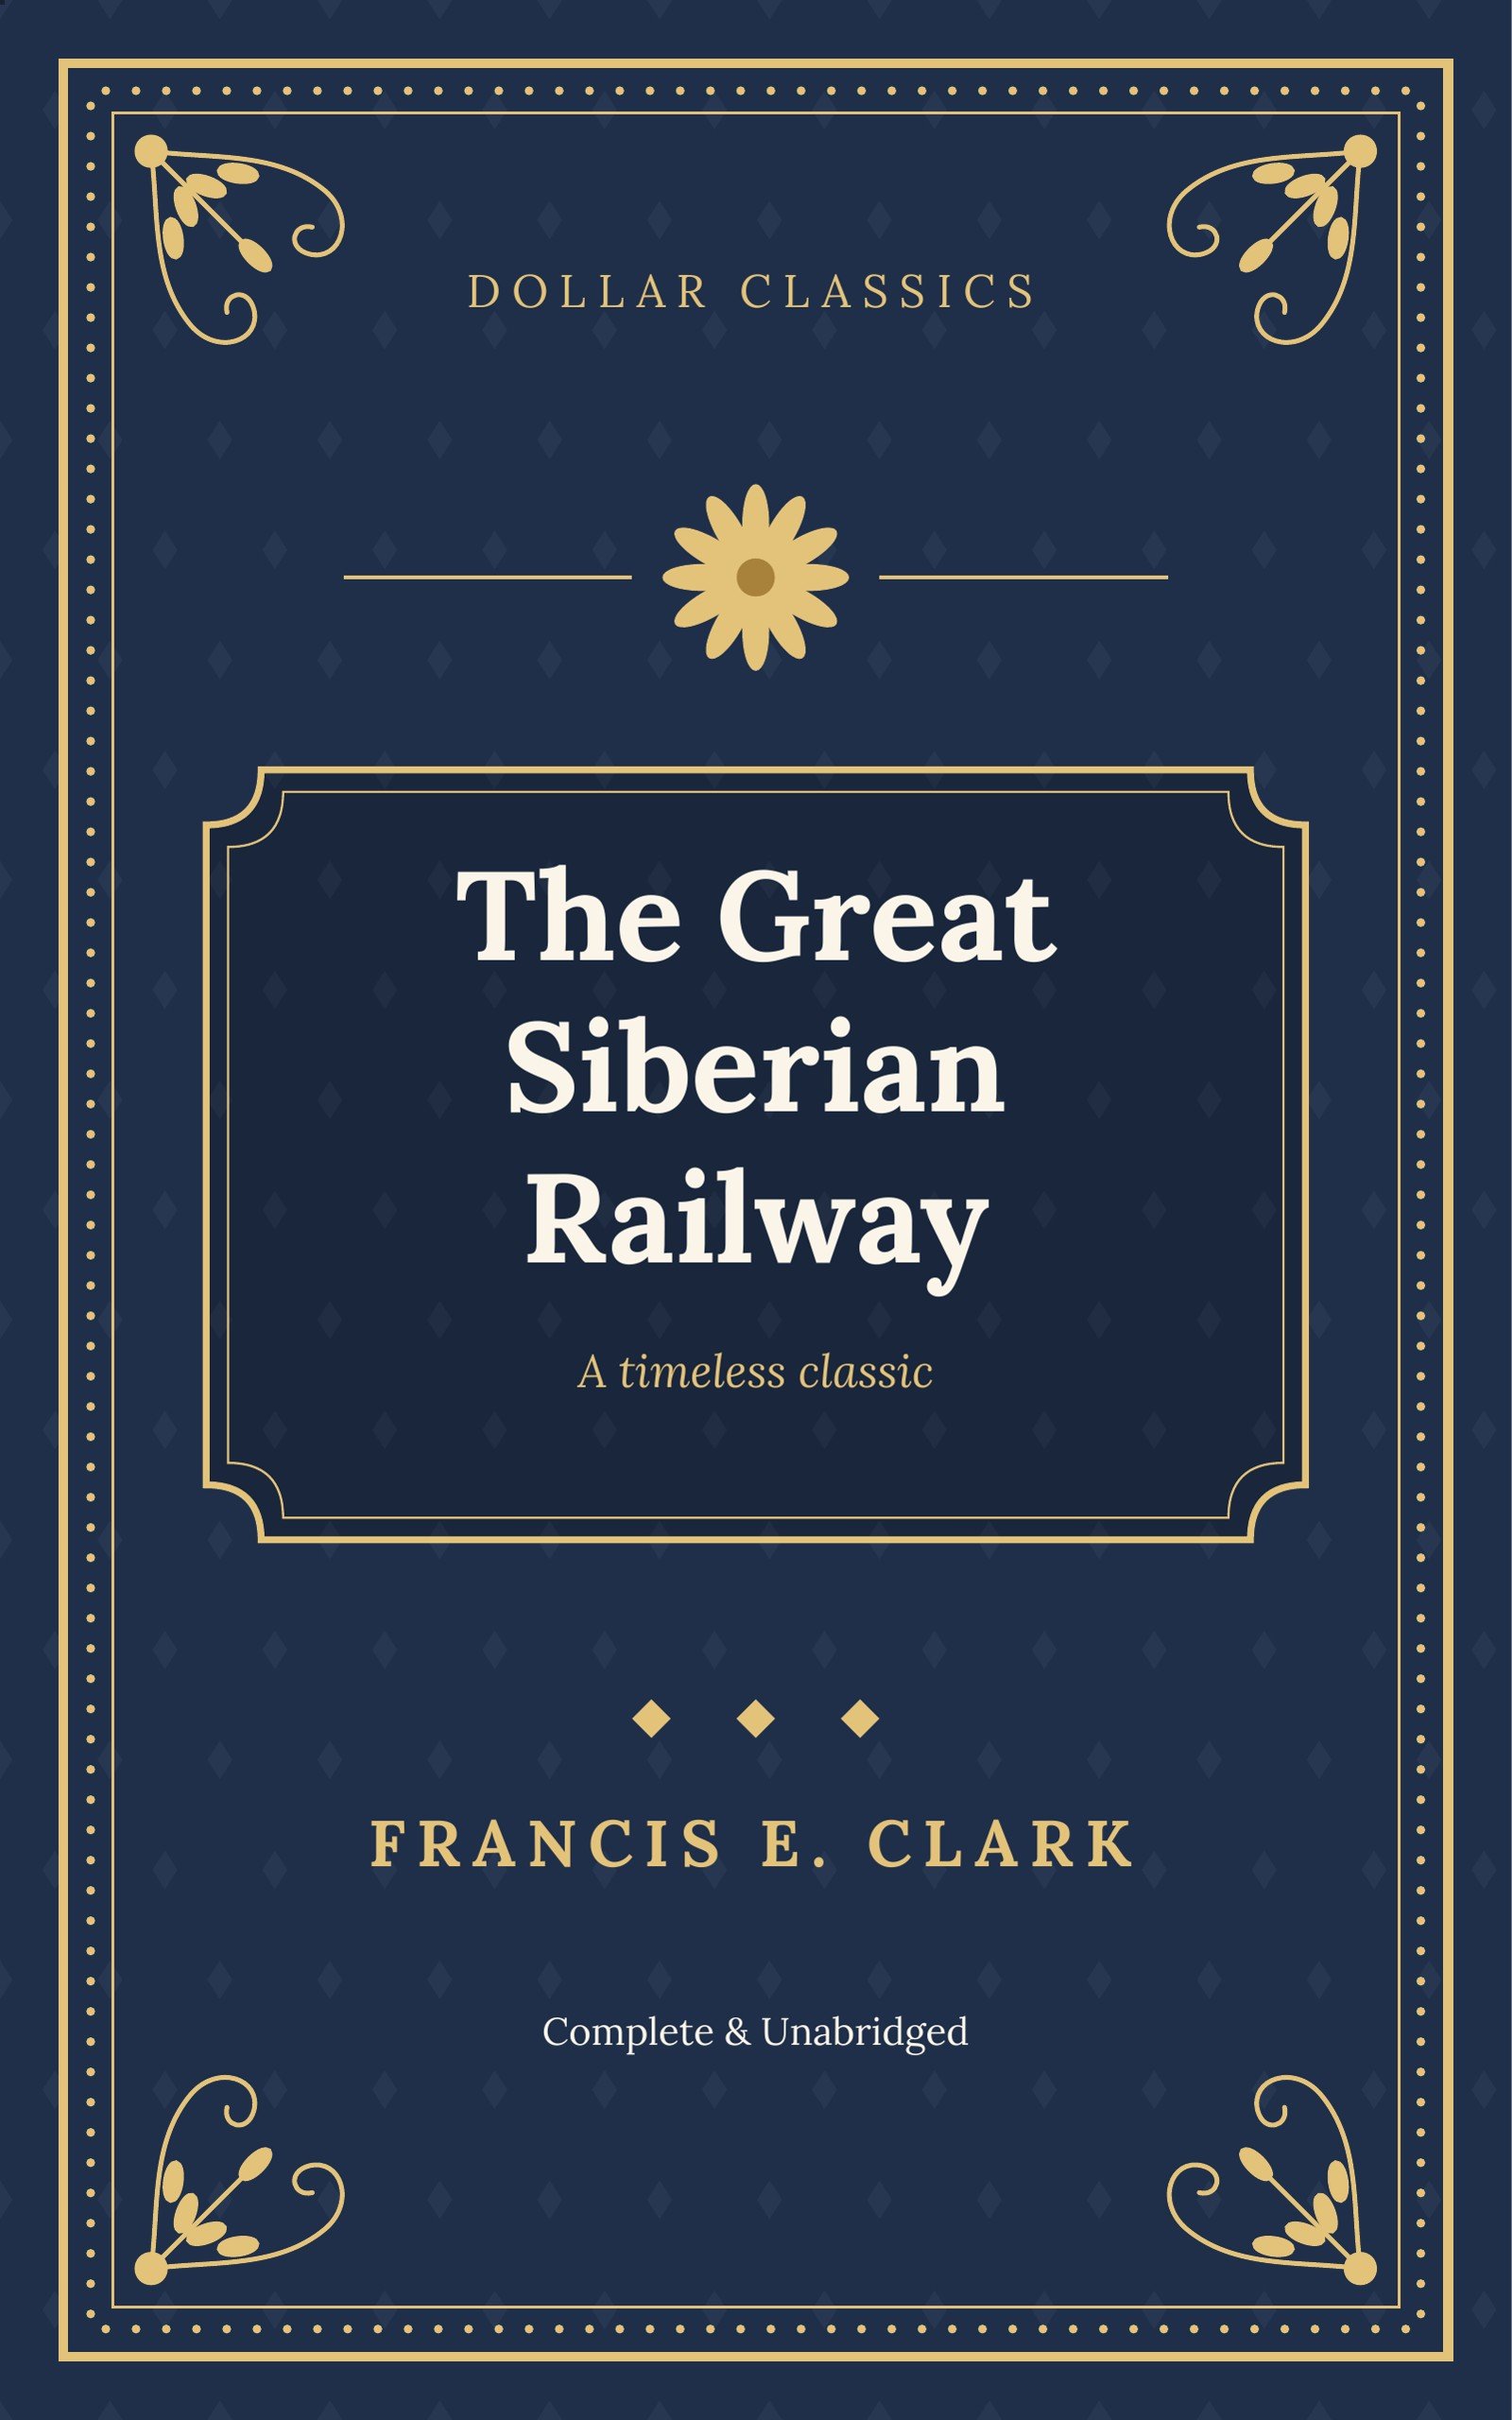 DOLLAR CLASSICS
The Great
Siberian
Railway
A timeless classic
FRANCIS E. CLARK
Complete & Unabridged